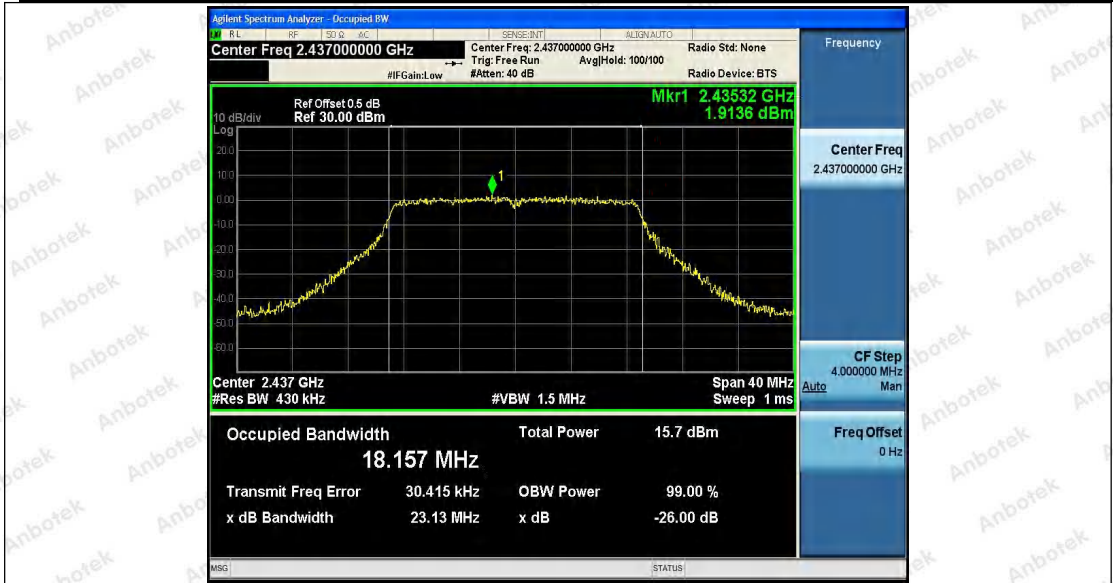 Agilent Spectrum Analyzer - Occupied BW
RL RF 50 Ω AC SENSE:INT ALIGNAUTO
Center Freq 2.437000000 GHz
Center Freq: 2.437000000 GHz Radio Std: None
Trig: Free Run Avg|Hold: 100/100
#IFGain:Low #Atten: 40 dB Radio Device: BTS
Mkr1 2.43532 GHz
1.9136 dBm
Ref Offset 0.5 dB
10 dB/div Ref 30.00 dBm
Log
20.0
10.0
1
0.00
-10.0
-20.0
-30.0
-40.0
-50.0
-60.0
Center 2.437 GHz Span 40 MHz
#Res BW 430 kHz #VBW 1.5 MHz Sweep 1 ms
Occupied Bandwidth Total Power 15.7 dBm
18.157 MHz
Transmit Freq Error 30.415 kHz OBW Power 99.00 %
x dB Bandwidth 23.13 MHz x dB -26.00 dB
MSG STATUS
Frequency
Center Freq
2.437000000 GHz
CF Step
4.000000 MHz
Auto Man
Freq Offset
0 Hz
Anbotek